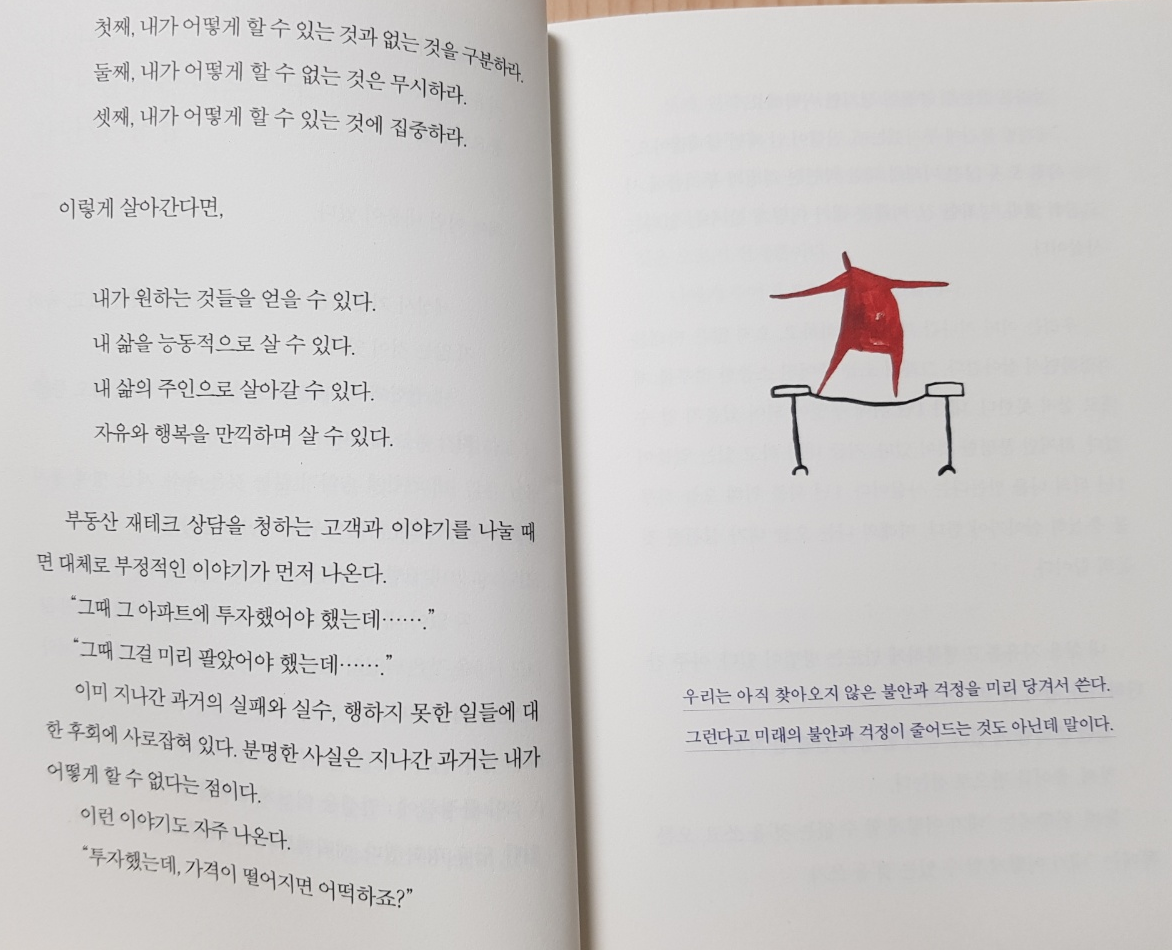 첫째, 내가 어떻게 할 수 있는 것과 없는 것을 구분하라.
둘째, 내가 어떻게 할 수 없는 것은 무시하라.
셋째, 내가 어떻게 할 수 있는 것에 집중하라.
이렇게 살아간다면,
내가 원하는 것들을 얻을 수 있다.
내 삶을 능동적으로 살 수 있다.
내 삶의 주인으로 살아갈 수 있다.
자유와 행복을 만끽하며 살 수 있다.
부동산 재테크 상담을 청하는 고객과 이야기를 나눌 때
면 대체로 부정적인 이야기가 먼저 나온다.
“그때 그 아파트에 투자했어야 했는데…….”
“그때 그걸 미리 팔았어야 했는데…….”
이미 지나간 과거의 실패와 실수, 행하지 못한 일들에 대
한 후회에 사로잡혀 있다. 분명한 사실은 지나간 과거는 내가
어떻게 할 수 없다는 점이다.
이런 이야기도 자주 나온다.
“투자했는데, 가격이 떨어지면 어떡하죠?”
우리는 아직 찾아오지 않은 불안과 걱정을 미리 당겨서 쓴다.
그런다고 미래의 불안과 걱정이 줄어드는 것도 아닌데 말이다.